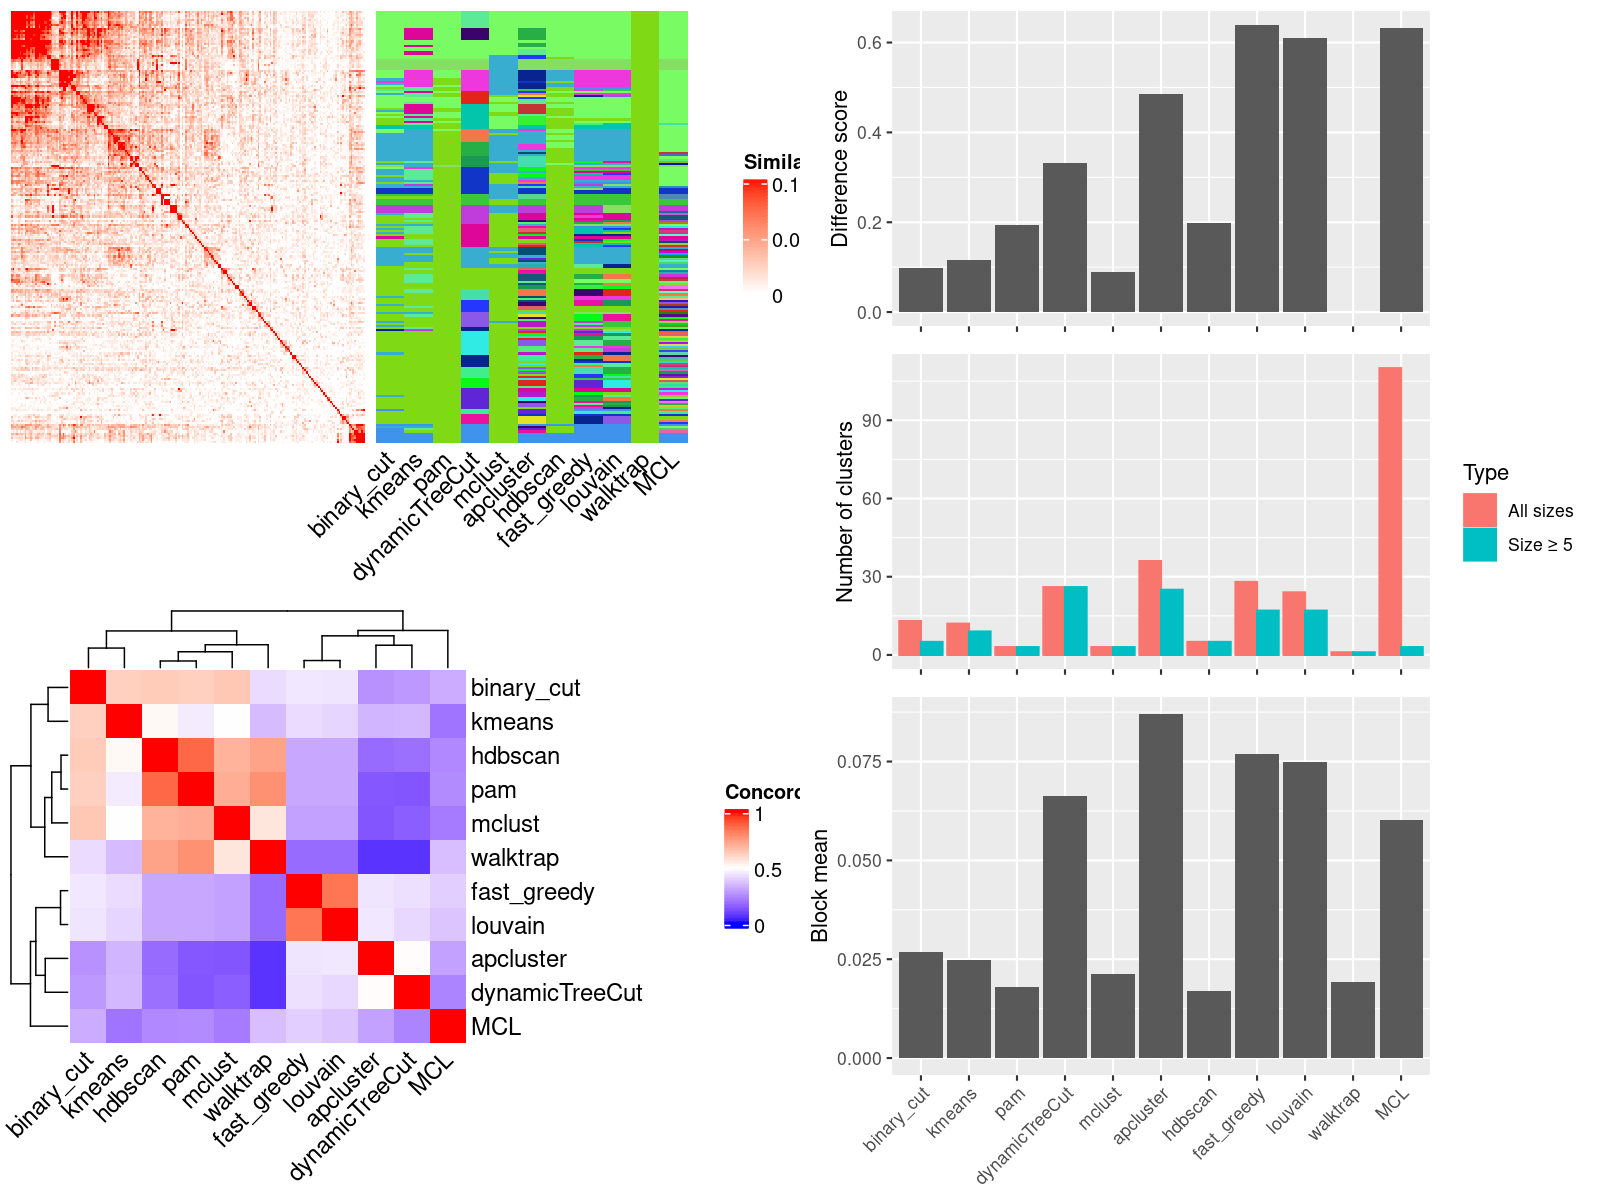 Simila
0.1
0.0
0
binary_cut
kmeans
pam
dynamicTreeCut
mclust
apcluster
hdbscan
fast_greedy
louvain
walktrap
MCL
binary_cut
kmeans
hdbscan
pam
mclust
walktrap
fast_greedy
louvain
apcluster
dynamicTreeCut
MCL
binary_cut
kmeans
hdbscan
pam
mclust
walktrap
fast_greedy
louvain
apcluster
dynamicTreeCut
MCL
Concord
1
0.5
0
Difference score
0.6
0.4
0.2
0.0
Number of clusters
90
60
30
0
Type
All sizes
Size ≥ 5
Block mean
0.075
0.050
0.025
0.000
binary_cut
kmeans
pam
dynamicTreeCut
mclust
apcluster
hdbscan
fast_greedy
louvain
walktrap
MCL